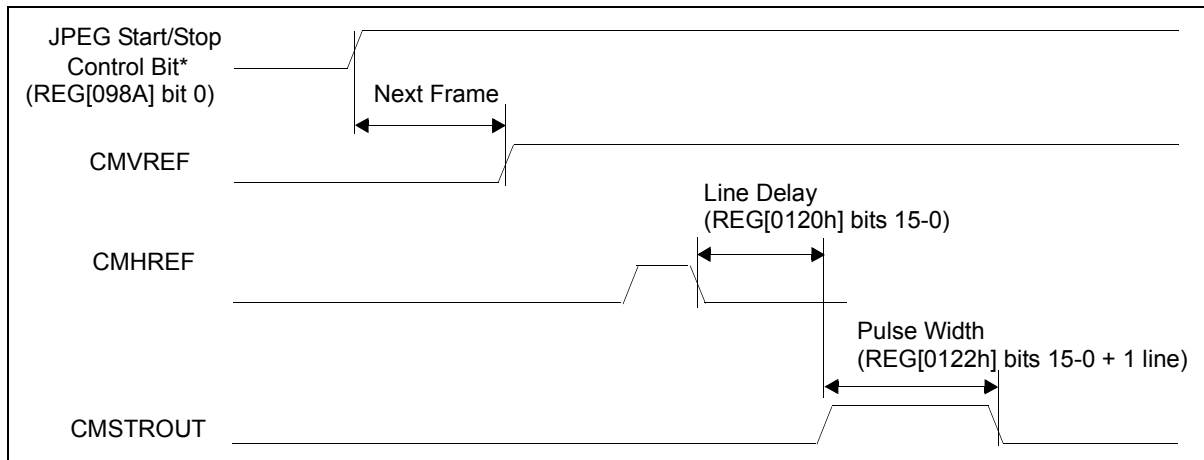 JPEG Start/Stop
Control Bit*
(REG[098A] bit 0)
Next Frame
CMVREF
Line Delay
(REG[0120h] bits 15-0)
CMHREF
Pulse Width
(REG[0122h] bits 15-0 + 1 line)
CMSTROUT